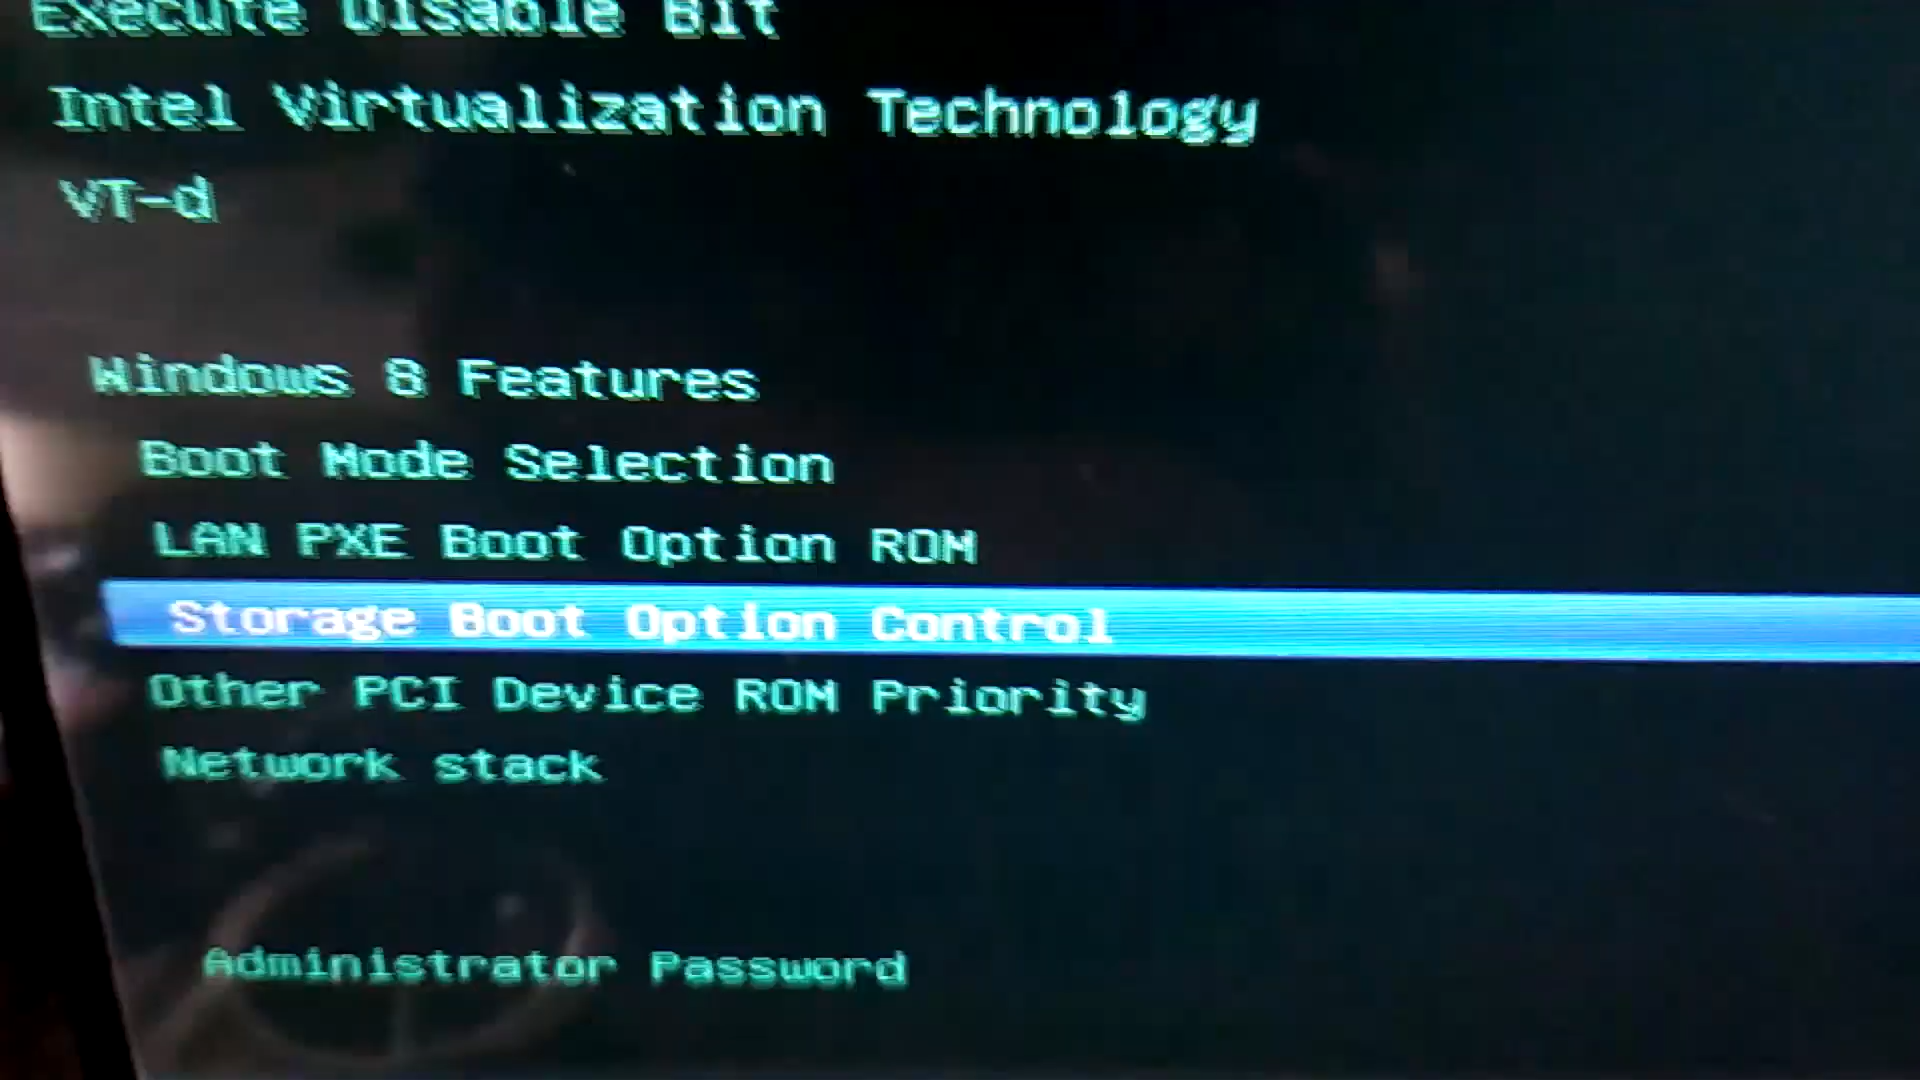 Execute Disable Bit
Intel Virtualization Technology
VT-d
Windows 8 Features
Boot Mode Selection
LAN PXE Boot Option ROM
Storage Boot Option Control
Other PCI Device ROM Priority
Network stack
Administrator Password